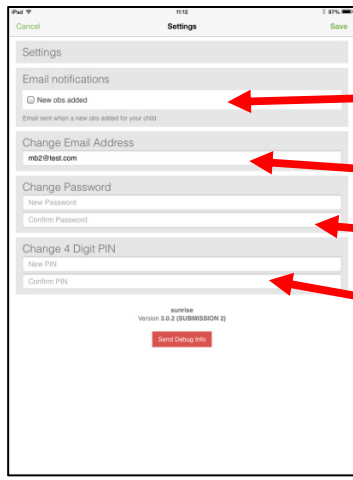 iPad 11:12 97%
Cancel Settings Save
Settings
Email notifications
New obs added
Email sent when a new obs added for your child
Change Email Address
mb2@test.com
Change Password
New Password
Confirm Password
Change 4 Digit PIN
New PIN
Confirm PIN
sunrise
Version 3.0.2 (SUBMISSION 2)
Send Debug Info